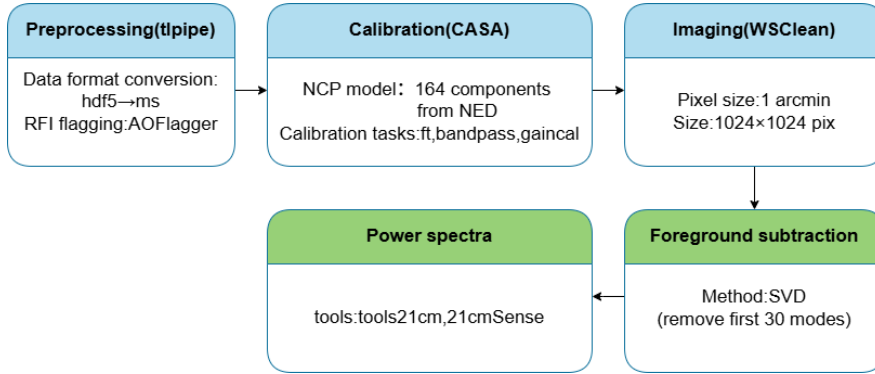 Preprocessing(tlpipe)
Data format conversion:
hdf5→ms
RFI flagging:AOFlagger
Calibration(CASA)
NCP model：164 components
from NED
Calibration tasks:ft,bandpass,gaincal
Imaging(WSClean)
Pixel size:1 arcmin
Size:1024×1024 pix
Foreground subtraction
Method:SVD
(remove first 30 modes)
Power spectra
tools:tools21cm,21cmSense